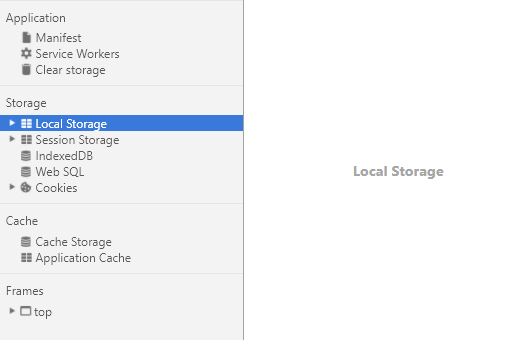 Application
Manifest
Service Workers
Clear storage
Storage
Local Storage
Session Storage
IndexedDB
Web SQL
Cookies
Cache
Cache Storage
Application Cache
Frames
top
Local Storage